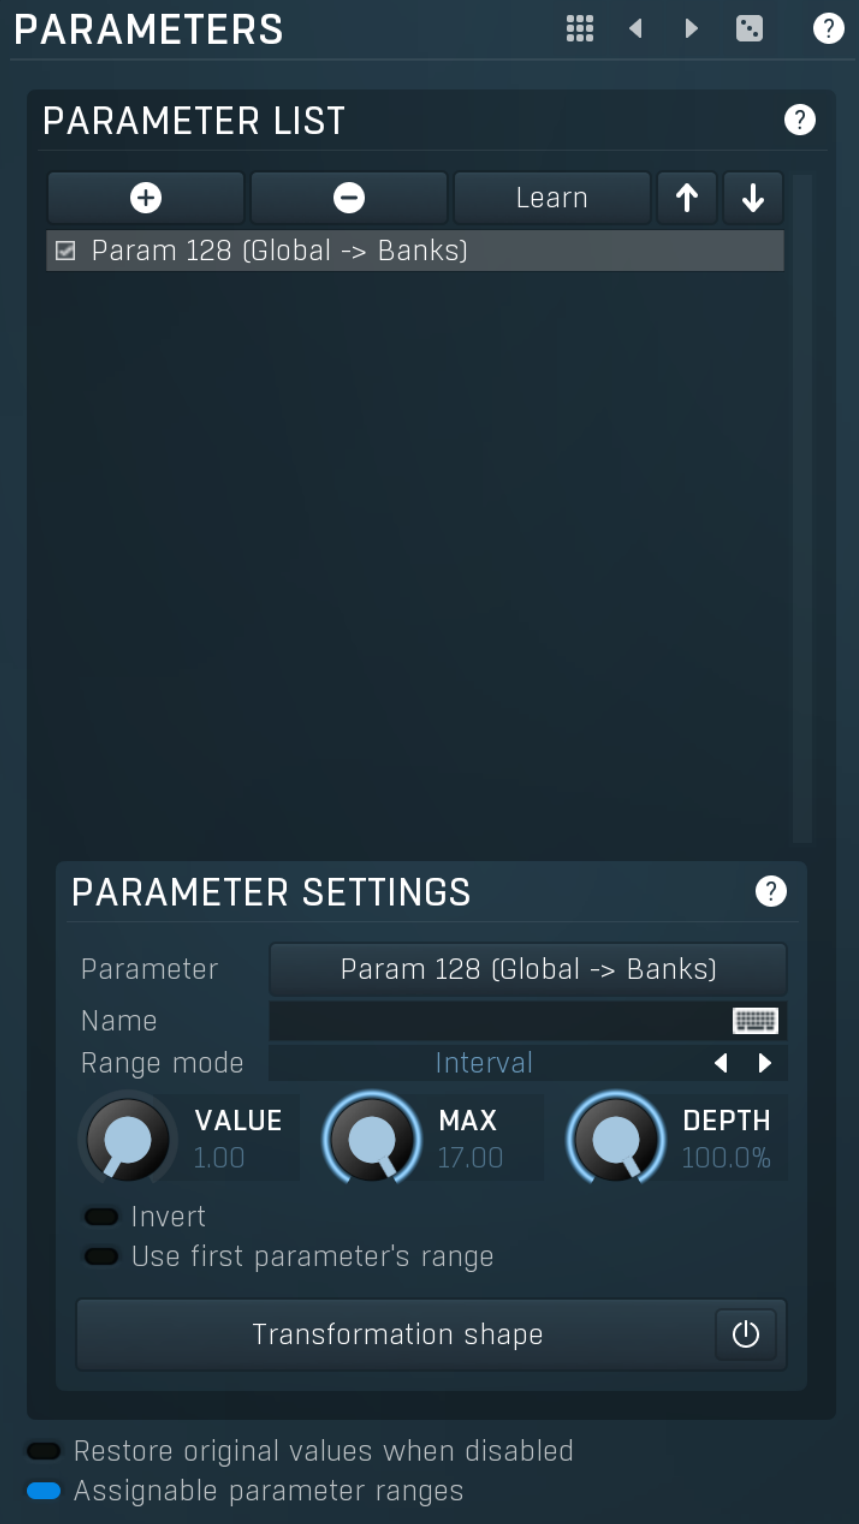 PARAMETERS ?
PARAMETER LIST ?
Learn
Param 128 (Global -> Banks)
PARAMETER SETTINGS ?
Parameter Param 128 (Global -> Banks)
Name
Range mode Interval
VALUE MAX DEPTH
1.00 17.00 100.0%
Invert
Use first parameter's range
Transformation shape
Restore original values when disabled
Assignable parameter ranges